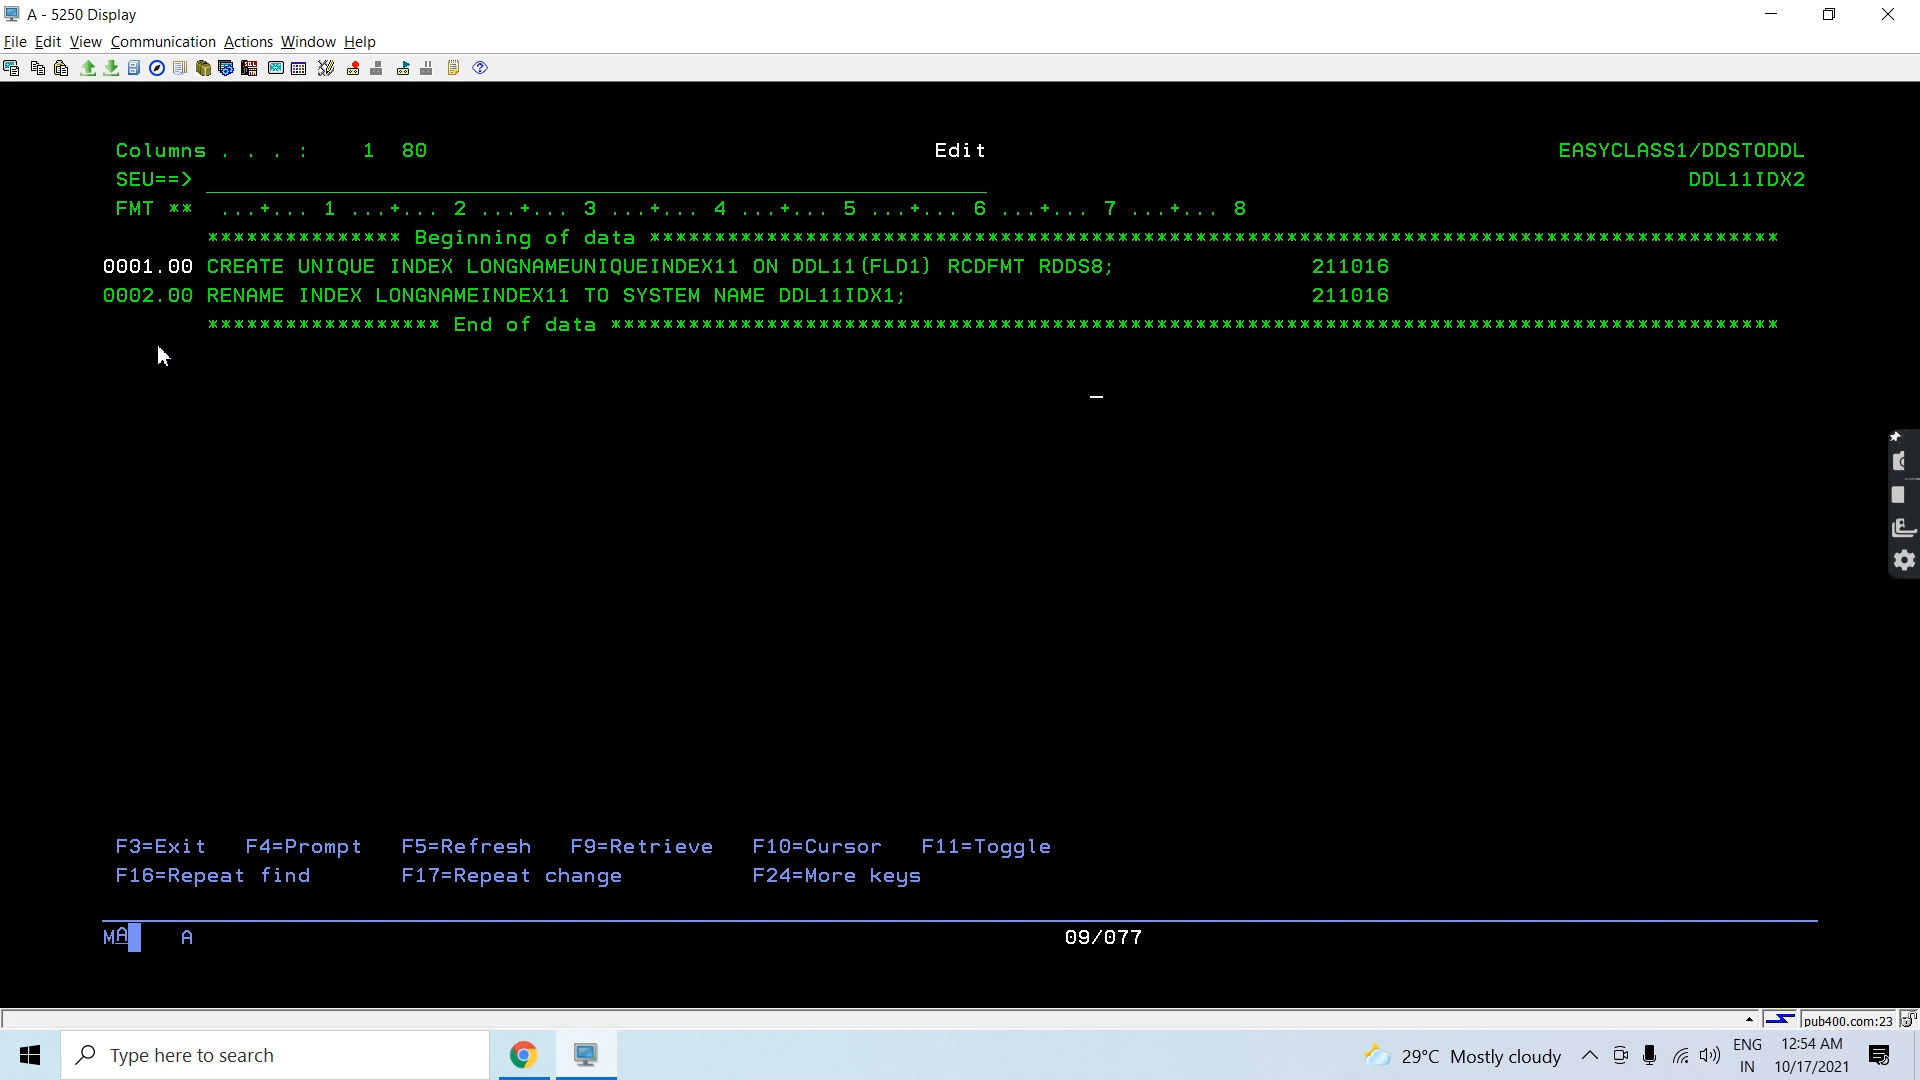 A - 5250 Display
File Edit View Communication Actions Window Help
Columns . . . :    1  80                                      Edit                                      EASYCLASS1/DDSTODDL
SEU==>                                                                                                   DDL11IDX2
FMT **  ...+... 1 ...+... 2 ...+... 3 ...+... 4 ...+... 5 ...+... 6 ...+... 7 ...+... 8
*************** Beginning of data ***************************************************************************************
0001.00 CREATE UNIQUE INDEX LONGNAMEUNIQUEINDEX11 ON DDL11(FLD1) RCDFMT RDDS8;               211016
0002.00 RENAME INDEX LONGNAMEINDEX11 TO SYSTEM NAME DDL11IDX1;                               211016
****************** End of data ******************************************************************************************
F3=Exit   F4=Prompt   F5=Refresh   F9=Retrieve   F10=Cursor   F11=Toggle
F16=Repeat find       F17=Repeat change          F24=More keys
MA    A    09/077
pub400.com:23
Type here to search
29°C Mostly cloudy
ENG
IN
12:54 AM
10/17/2021